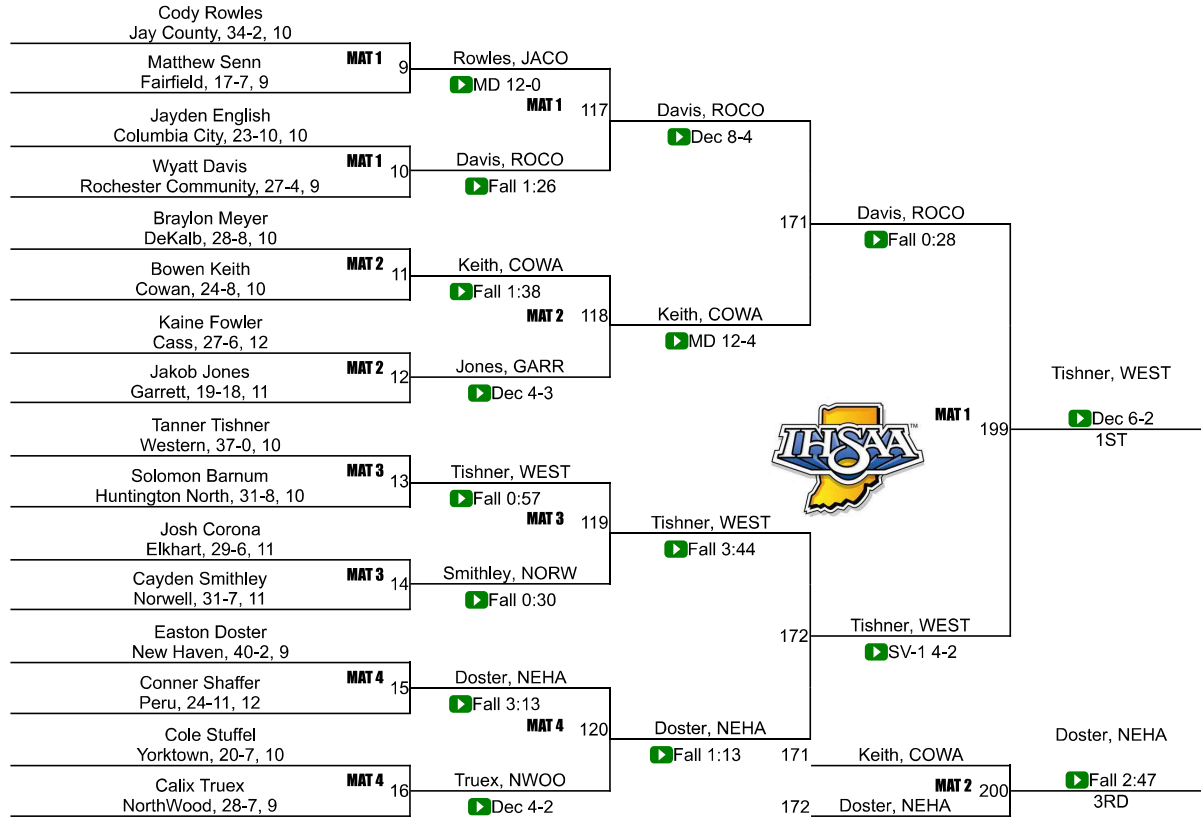 Cody Rowles
Jay County, 34-2, 10
MAT 1
9
Matthew Senn
Fairfield, 17-7, 9
Rowles, JACO
MD 12-0
MAT 1
117
Jayden English
Columbia City, 23-10, 10
MAT 1
10
Wyatt Davis
Rochester Community, 27-4, 9
Davis, ROCO
Fall 1:26
Davis, ROCO
Dec 8-4
171
Braylon Meyer
DeKalb, 28-8, 10
MAT 2
11
Bowen Keith
Cowan, 24-8, 10
Keith, COWA
Fall 1:38
MAT 2
118
Kaine Fowler
Cass, 27-6, 12
MAT 2
12
Jakob Jones
Garrett, 19-18, 11
Jones, GARR
Dec 4-3
Keith, COWA
MD 12-4
Davis, ROCO
Fall 0:28
MAT 1
199
IHSAA
TM
Tanner Tishner
Western, 37-0, 10
MAT 3
13
Solomon Barnum
Huntington North, 31-8, 10
Tishner, WEST
Fall 0:57
MAT 3
119
Josh Corona
Elkhart, 29-6, 11
MAT 3
14
Cayden Smithley
Norwell, 31-7, 11
Smithley, NORW
Fall 0:30
Tishner, WEST
Fall 3:44
172
Easton Doster
New Haven, 40-2, 9
MAT 4
15
Conner Shaffer
Peru, 24-11, 12
Doster, NEHA
Fall 3:13
MAT 4
120
Cole Stuffel
Yorktown, 20-7, 10
MAT 4
16
Calix Truex
NorthWood, 28-7, 9
Truex, NWOO
Dec 4-2
Doster, NEHA
Fall 1:13
Tishner, WEST
SV-1 4-2
Tishner, WEST
Dec 6-2
1ST
171
Keith, COWA
MAT 2
200
172
Doster, NEHA
Doster, NEHA
Fall 2:47
3RD